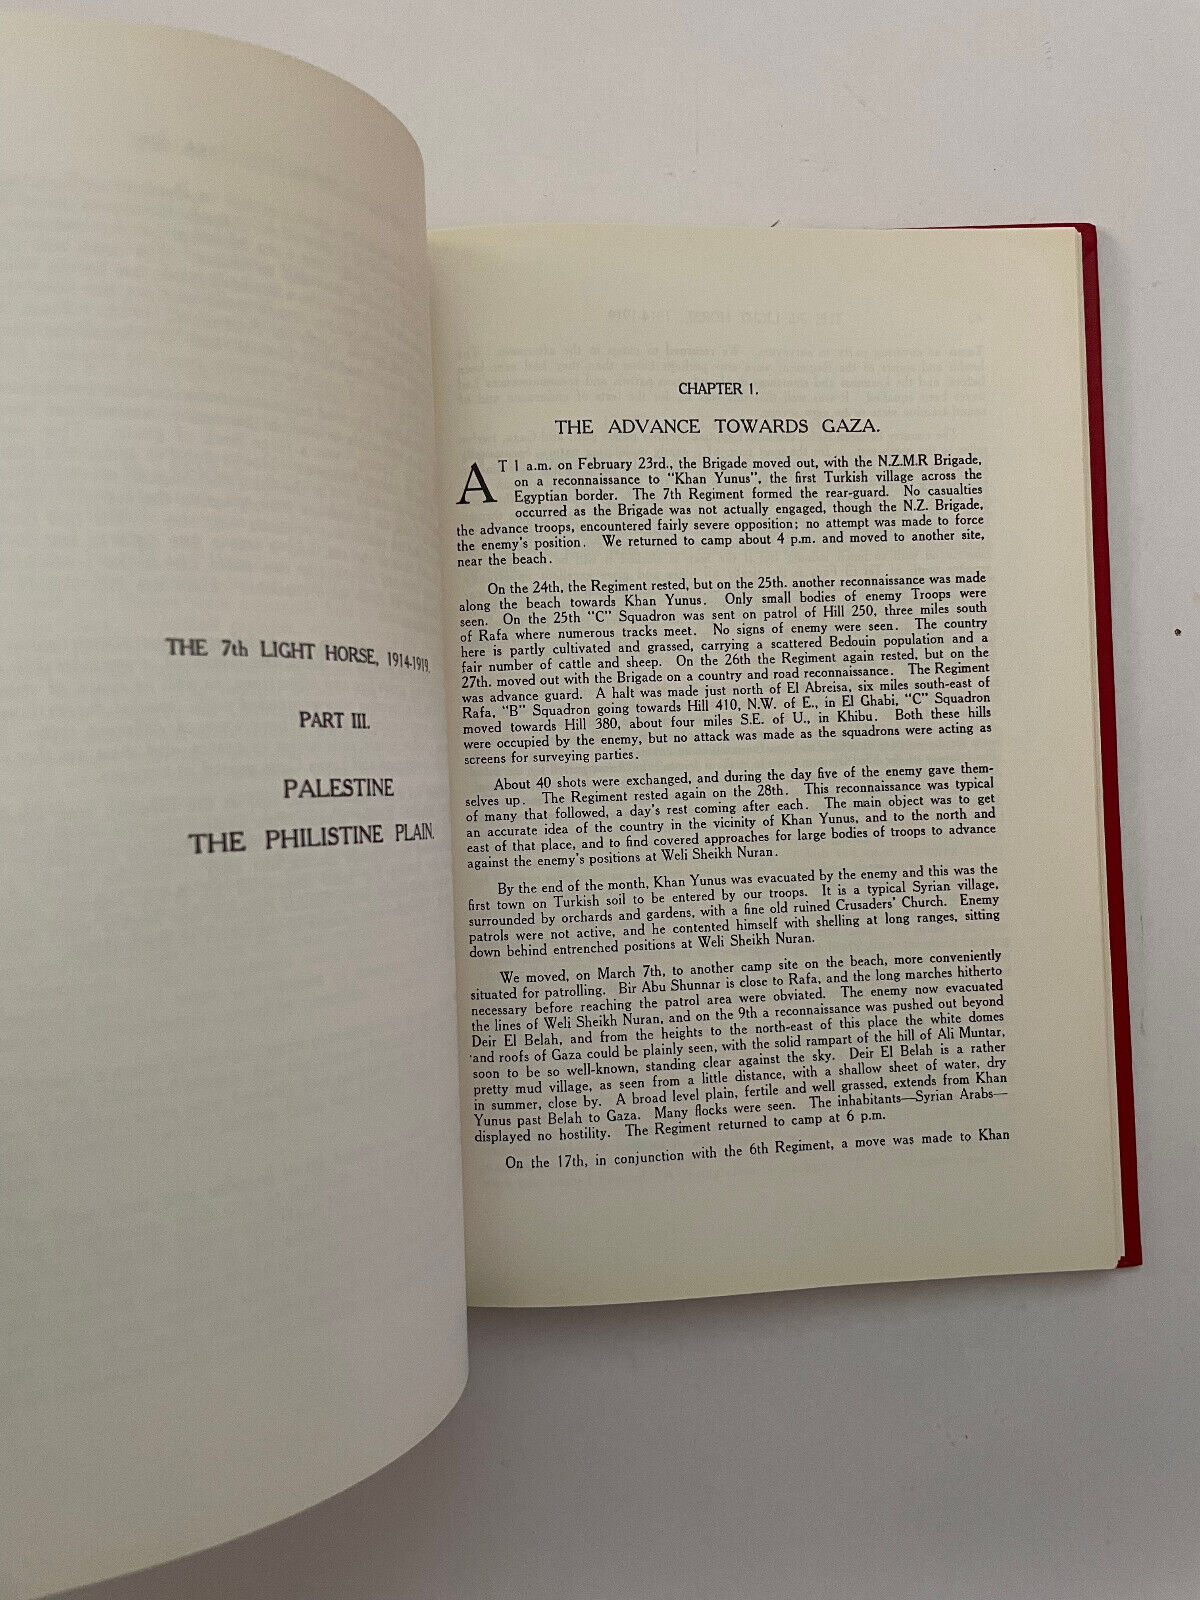 THE 7th LIGHT HORSE, 1914-1919.
PART III.
PALESTINE
THE PHILISTINE PLAIN.
CHAPTER 1.
THE ADVANCE TOWARDS GAZA.
AT 1 a.m. on February 23rd., the Brigade moved out, with the N.Z.M.R Brigade,
on a reconnaissance to "Khan Yunus", the first Turkish village across the
Egyptian border. The 7th Regiment formed the rear-guard. No casualties
occurred as the Brigade was not actually engaged, though the N.Z. Brigade,
the advance troops, encountered fairly severe opposition; no attempt was made to force
the enemy's position. We returned to camp about 4 p.m. and moved to another site,
near the beach.
On the 24th, the Regiment rested, but on the 25th. another reconnaissance was made
along the beach towards Khan Yunus. Only small bodies of enemy Troops were
seen. On the 25th "C" Squadron was sent on patrol of Hill 250, three miles south
of Rafa where numerous tracks meet. No signs of enemy were seen. The country
here is partly cultivated and grassed, carrying a scattered Bedouin population and a
fair number of cattle and sheep. On the 26th the Regiment again rested, but on the
27th. moved out with the Brigade on a country and road reconnaissance. The Regiment
was advance guard. A halt was made just north of El Abreisa, six miles south-east of
Rafa, "B" Squadron going towards Hill 410, N.W. of E., in El Ghabi, "C" Squadron
moved towards Hill 380, about four miles S.E. of U., in Khibu. Both these hills
were occupied by the enemy, but no attack was made as the squadrons were acting as
screens for surveying parties.
About 40 shots were exchanged, and during the day five of the enemy gave them-
selves up. The Regiment rested again on the 28th. This reconnaissance was typical
of many that followed, a day's rest coming after each. The main object was to get
an accurate idea of the country in the vicinity of Khan Yunus, and to the north and
east of that place, and to find covered approaches for large bodies of troops to advance
against the enemy's positions at Weli Sheikh Nuran.
By the end of the month, Khan Yunus was evacuated by the enemy and this was the
first town on Turkish soil to be entered by our troops. It is a typical Syrian village,
surrounded by orchards and gardens, with a fine old ruined Crusaders' Church. Enemy
patrols were not active, and he contented himself with shelling at long ranges, sitting
down behind entrenched positions at Weli Sheikh Nuran.
We moved, on March 7th, to another camp site on the beach, more conveniently
situated for patrolling. Bir Abu Shunnar is close to Rafa, and the long marches hitherto
necessary before reaching the patrol area were obviated. The enemy now evacuated
the lines of Weli Sheikh Nuran, and on the 9th a reconnaissance was pushed out beyond
Deir El Belah, and from the heights to the north-east of this place the white domes
and roofs of Gaza could be plainly seen, with the solid rampart of the hill of Ali Muntar,
soon to be so well-known, standing clear against the sky. Deir El Belah is a rather
pretty mud village, as seen from a little distance, with a shallow sheet of water, dry
in summer, close by. A broad level plain, fertile and well grassed, extends from Khan
Yunus past Belah to Gaza. Many flocks were seen. The inhabitants—Syrian Arabs—
displayed no hostility. The Regiment returned to camp at 6 p.m.
On the 17th, in conjunction with the 6th Regiment, a move was made to Khan